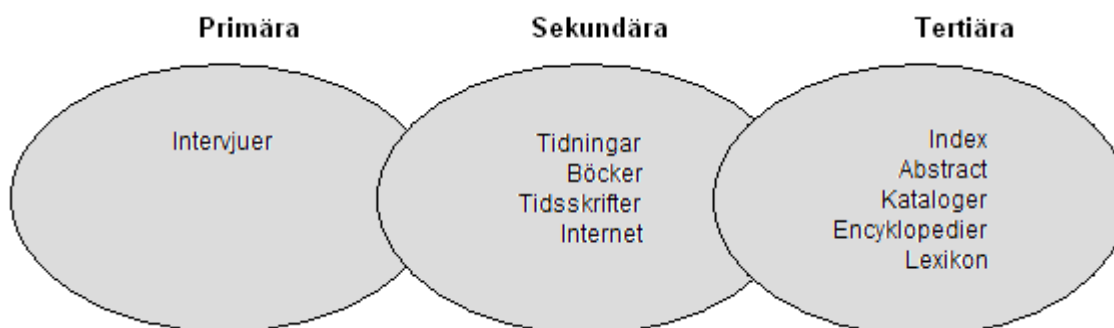 Primära
Sekundära
Tertiära
Intervjuer
Tidningar
Böcker
Tidsskrifter
Internet
Index
Abstract
Kataloger
Encyklopedier
Lexikon